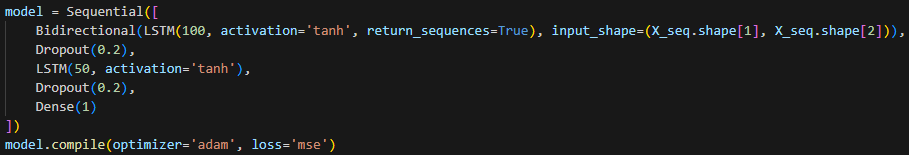 model = Sequential([
    Bidirectional(LSTM(100, activation='tanh', return_sequences=True), input_shape=(X_seq.shape[1], X_seq.shape[2])),
    Dropout(0.2),
    LSTM(50, activation='tanh'),
    Dropout(0.2),
    Dense(1)
])
model.compile(optimizer='adam', loss='mse')